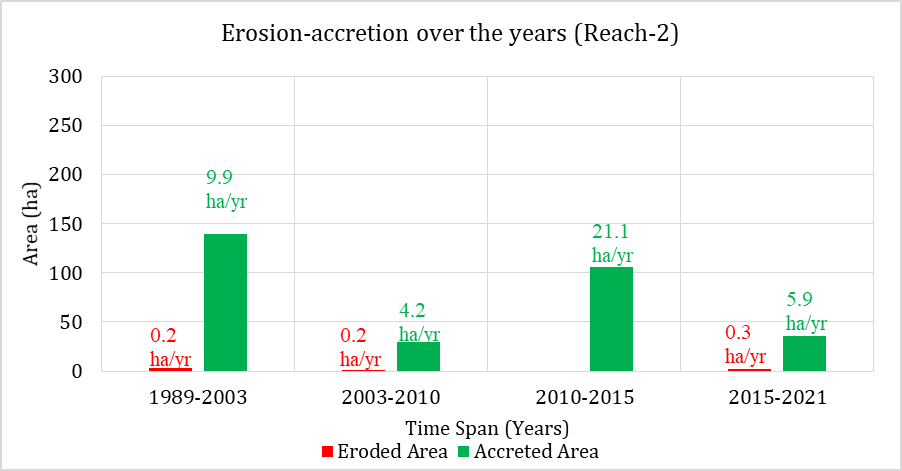 Erosion-accretion over the years (Reach-2)
300
250
200
150
100
50
0
Area (ha)
0.2
ha/yr
9.9
ha/yr
0.2
ha/yr
4.2
ha/yr
21.1
ha/yr
0.3
ha/yr
5.9
ha/yr
1989-2003
2003-2010
2010-2015
2015-2021
Time Span (Years)
Eroded Area
Accreted Area